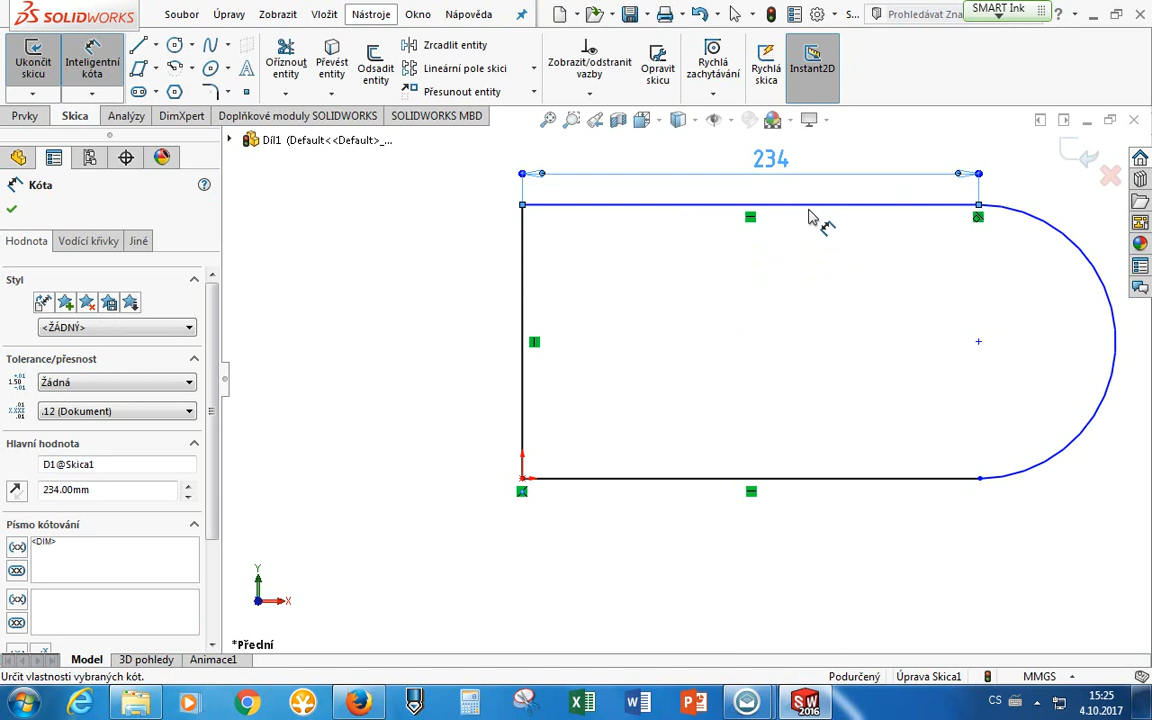 SOLIDWORKS
Soubor Úpravy Zobrazit Vložit Nástroje Okno Nápověda
S...
Prohledávat Zna
SMART Ink
Ukončit skicu
Inteligentní kóta
Oříznout entity
Převést entity
Odsadit entity
Zrcadlit entity
Lineární pole skici
Přesunout entity
Zobrazit/odstranit vazby
Opravit skicu
Rychlá zachytávání
Rychlá skica
Instant2D
Prvky Skica Analýzy DimXpert Doplňkové moduly SOLIDWORKS SOLIDWORKS MBD
Díl1 (Default<<Default>_...
Kóta
Hodnota Vodící křivky Jiné
Styl
<ŽÁDNÝ>
Tolerance/přesnost
Žádná
.12 (Dokument)
Hlavní hodnota
D1@Skica1
234.00mm
Písmo kótování
<DIM>
234
Y
X
*Přední
Model 3D pohledy Animace1
Určit vlastnosti vybraných kót.
Podurčený Úprava Skica1 MMGS
CS
15:25
4.10.2017
SW
2016